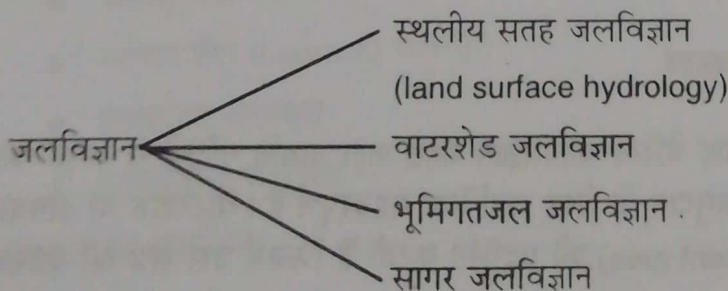 स्थलीय सतह जलविज्ञान
(land surface hydrology)
जलविज्ञान
वाटरशेड जलविज्ञान
भूमिगतजल जलविज्ञान .
सागर जलविज्ञान